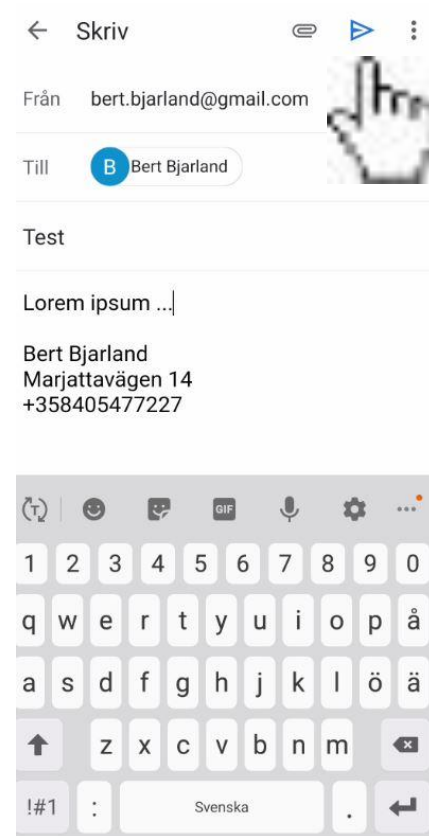 Skriv
Från bert.bjarland@gmail.com
Till B Bert Bjarland
Test
Lorem ipsum ...
Bert Bjarland
Marjattavägen 14
+358405477227
T GIF
1 2 3 4 5 6 7 8 9 0
q w e r t y u i o p å
a s d f g h j k l ö ä
z x c v b n m
!#1 : Svenska .